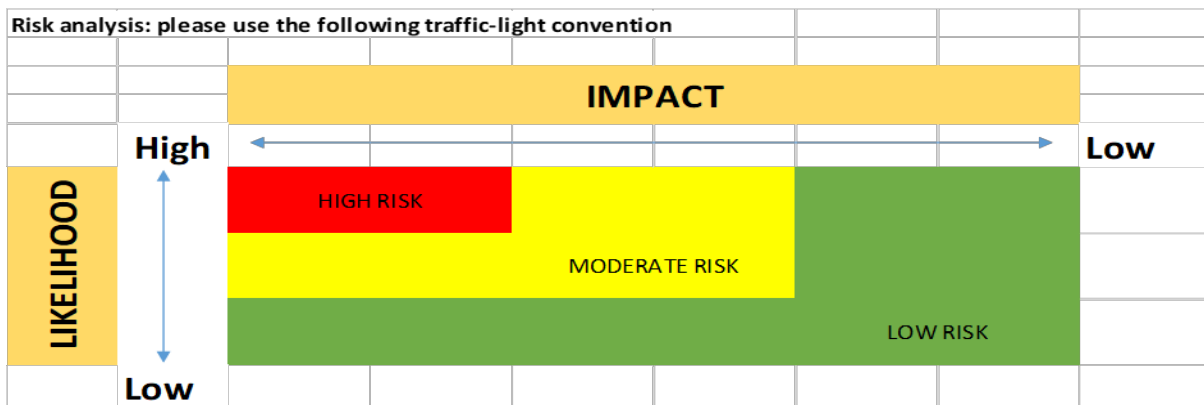 Risk analysis: please use the following traffic-light convention
IMPACT
High
Low
LIKELIHOOD
HIGH RISK
MODERATE RISK
LOW RISK
Low